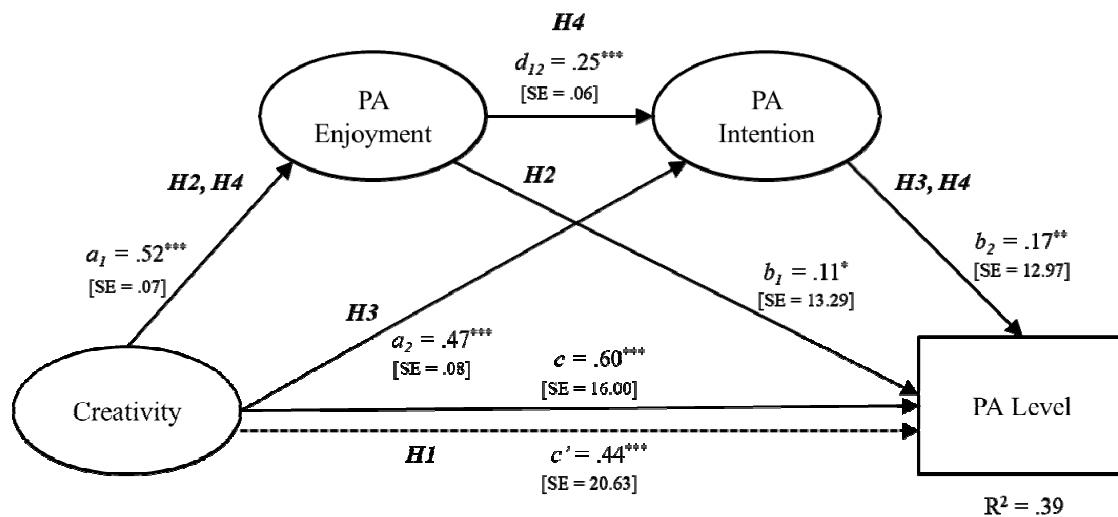 H4
d12 = .25***
[SE = .06]
PA
Enjoyment
PA
Intention
H2, H4
H2
H3, H4
a1 = .52***
[SE = .07]
b1 = .11*
[SE = 13.29]
b2 = .17**
[SE = 12.97]
H3
a2 = .47***
[SE = .08]
c = .60***
[SE = 16.00]
Creativity
PA Level
H1
c' = .44***
[SE = 20.63]
R² = .39